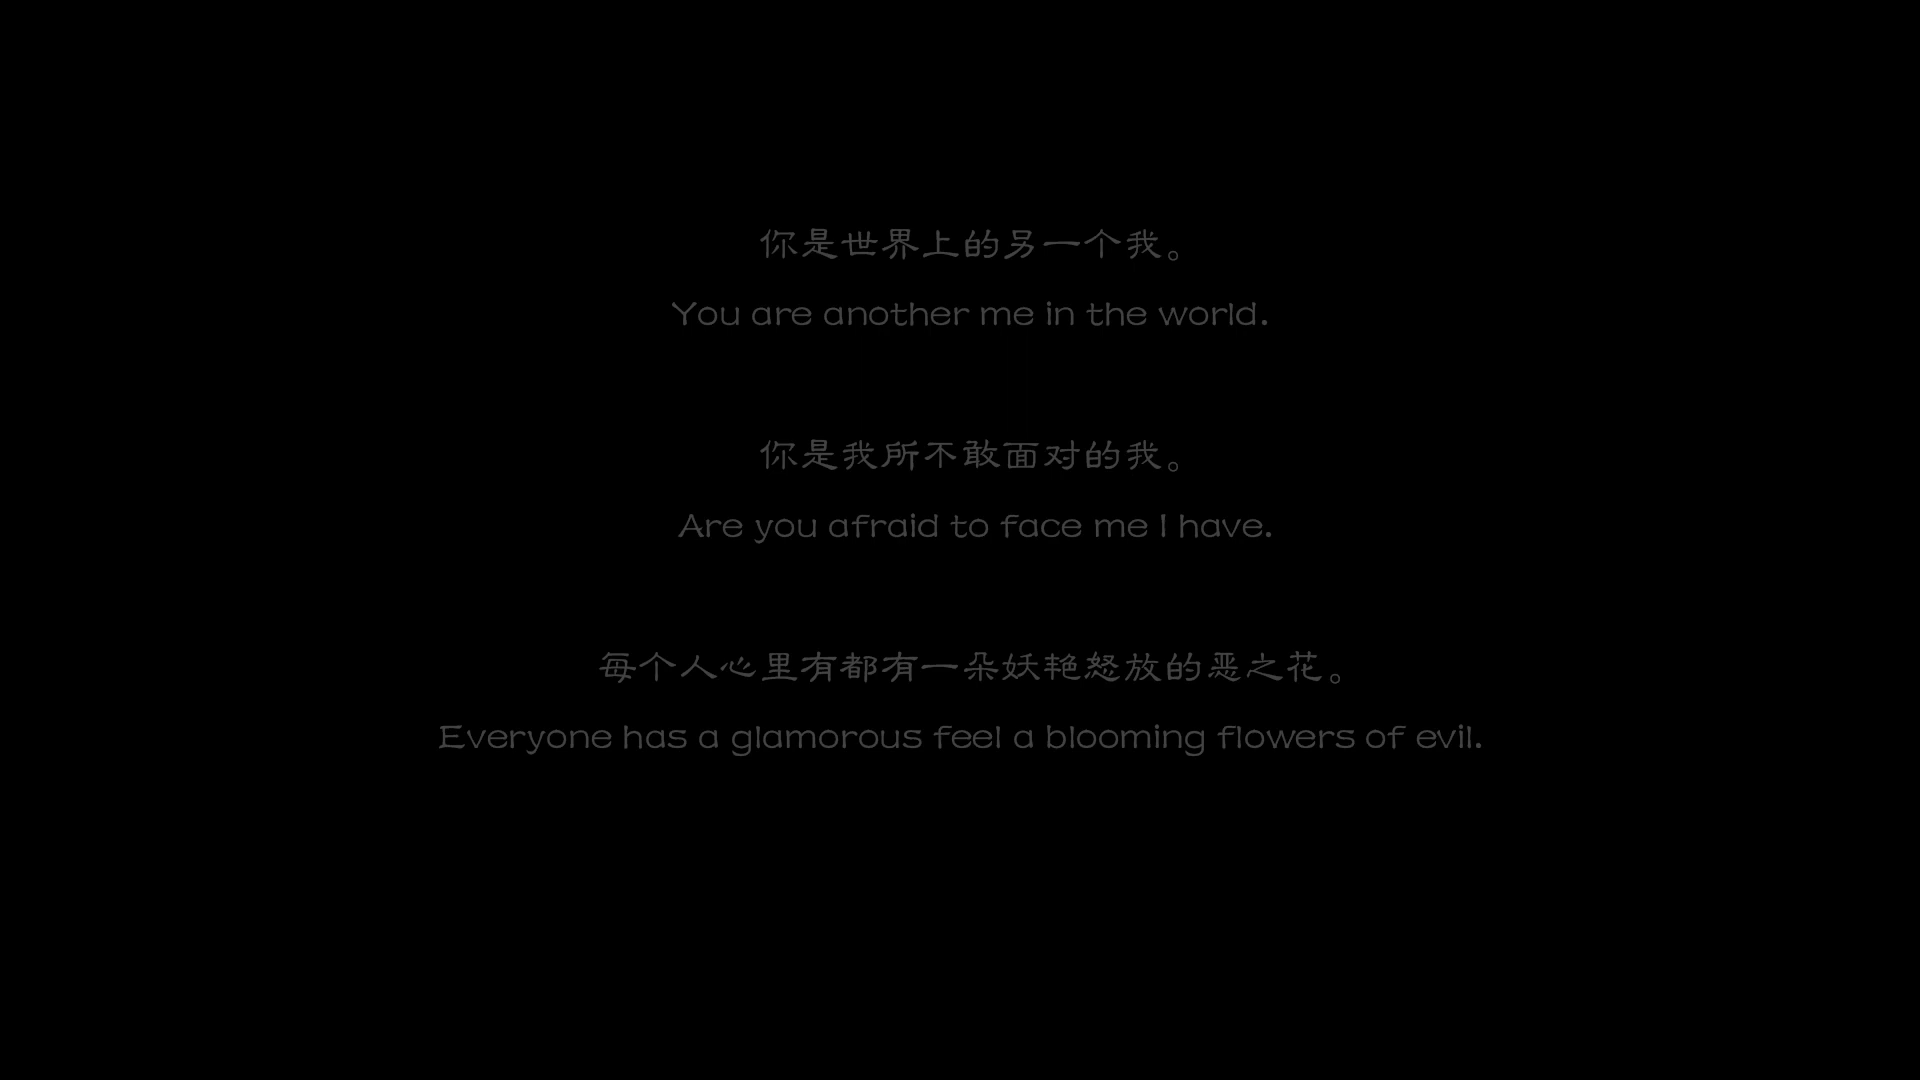 你是世界上的另一个我。
You are another me in the world.
你是我所不敢面对的我。
Are you afraid to face me I have.
每个人心里有都有一朵妖艳怒放的恶之花。
Everyone has a glamorous feel a blooming flowers of evil.